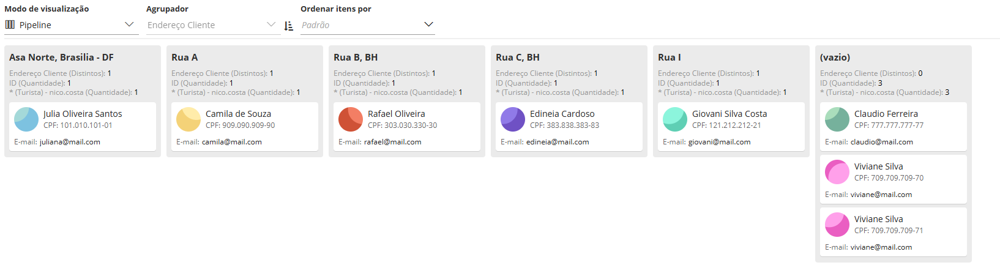 Modo de visualização
Agrupador
Ordenar itens por
Pipeline
Endereço Cliente
Padrão
Asa Norte, Brasilia - DF
Endereço Cliente (Distintos): 1
ID (Quantidade): 1
* (Turista) - nico.costa (Quantidade): 1
Julia Oliveira Santos
CPF: 101.010.101-01
E-mail: juliana@mail.com
Rua A
Endereço Cliente (Distintos): 1
ID (Quantidade): 1
* (Turista) - nico.costa (Quantidade): 1
Camila de Souza
CPF: 909.090.909-90
E-mail: camila@mail.com
Rua B, BH
Endereço Cliente (Distintos): 1
ID (Quantidade): 1
* (Turista) - nico.costa (Quantidade): 1
Rafael Oliveira
CPF: 303.030.330-30
E-mail: rafael@mail.com
Rua C, BH
Endereço Cliente (Distintos): 1
ID (Quantidade): 1
* (Turista) - nico.costa (Quantidade): 1
Edineia Cardoso
CPF: 383.838.383-83
E-mail: edineia@mail.com
Rua I
Endereço Cliente (Distintos): 1
ID (Quantidade): 1
* (Turista) - nico.costa (Quantidade): 1
Giovani Silva Costa
CPF: 121.212.212-21
E-mail: giovani@mail.com
(vazio)
Endereço Cliente (Distintos): 0
ID (Quantidade): 3
* (Turista) - nico.costa (Quantidade): 3
Claudio Ferreira
CPF: 777.777.777-77
E-mail: claudio@mail.com
Viviane Silva
CPF: 709.709.709-70
E-mail: viviane@mail.com
Viviane Silva
CPF: 709.709.709-71
E-mail: viviane@mail.com